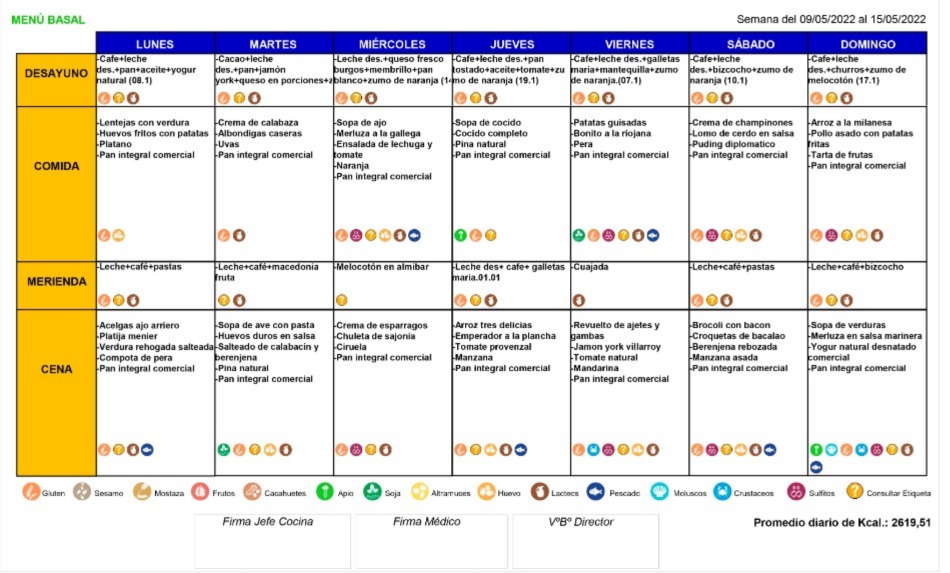 MENÚ BASAL
Semana del 09/05/2022 al 15/05/2022
LUNES
MARTES
MIÉRCOLES
JUEVES
VIERNES
SÁBADO
DOMINGO
DESAYUNO
-Cafe+leche
des.+pan+aceite+yogur
natural (08.1)
-Cacao+leche
des.+pan+jamón
york+queso en porciones+z
-Leche des.+queso fresco
burgos+membrillo+pan
blanco+zumo de naranja (1
-Cafe+leche des.+pan
tostado+aceite+tomate+zu
mo de naranja (19.1)
-Cafe+leche des.+galletas
maria+mantequilla+zumo
de naranja.(07.1)
-Cafe+leche
des.+bizcocho+zumo de
naranja (10.1)
-Cafe+leche
des.+churros+zumo de
melocotón (17.1)
COMIDA
-Lentejas con verdura
-Huevos fritos con patatas
-Platano
-Pan integral comercial
-Crema de calabaza
-Albondigas caseras
-Uvas
-Pan integral comercial
-Sopa de ajo
-Merluza a la gallega
-Ensalada de lechuga y
tomate
-Naranja
-Pan integral comercial
-Sopa de cocido
-Cocido completo
-Pina natural
-Pan integral comercial
-Patatas guisadas
-Bonito a la riojana
-Pera
-Pan integral comercial
-Crema de champinones
-Lomo de cerdo en salsa
-Puding diplomatico
-Pan integral comercial
-Arroz a la milanesa
-Pollo asado con patatas
fritas
-Tarta de frutas
-Pan integral comercial
MERIENDA
-Leche+café+pastas
-Leche+café+macedonia
fruta
-Melocotón en almibar
-Leche des+ cafe+ galletas
maria.01.01
-Cuajada
-Leche+café+pastas
-Leche+café+bizcocho
CENA
-Acelgas ajo arriero
-Platija menier
-Verdura rehogada salteada
-Compota de pera
-Pan integral comercial
-Sopa de ave con pasta
-Huevos duros en salsa
-Salteado de calabacin y
berenjena
-Pina natural
-Pan integral comercial
-Crema de esparragos
-Chuleta de sajonia
-Ciruela
-Pan integral comercial
-Arroz tres delicias
-Emperador a la plancha
-Tomate provenzal
-Manzana
-Pan integral comercial
-Revuelto de ajetes y
gambas
-Jamon york villarroy
-Tomate natural
-Mandarina
-Pan integral comercial
-Brocoli con bacon
-Croquetas de bacalao
-Berenjena rebozada
-Manzana asada
-Pan integral comercial
-Sopa de verduras
-Merluza en salsa marinera
-Yogur natural desnatado
comercial
-Pan integral comercial
Gluten
Sesamo
Mostaza
Frutos
Cacahuetes
Apio
Soja
Altramuces
Huevo
Lacteos
Pescado
Moluscos
Crustaceos
Sulfitos
Consultar Etiqueta
Firma Jefe Cocina
Firma Médico
VºBº Director
Promedio diario de Kcal.: 2619,51